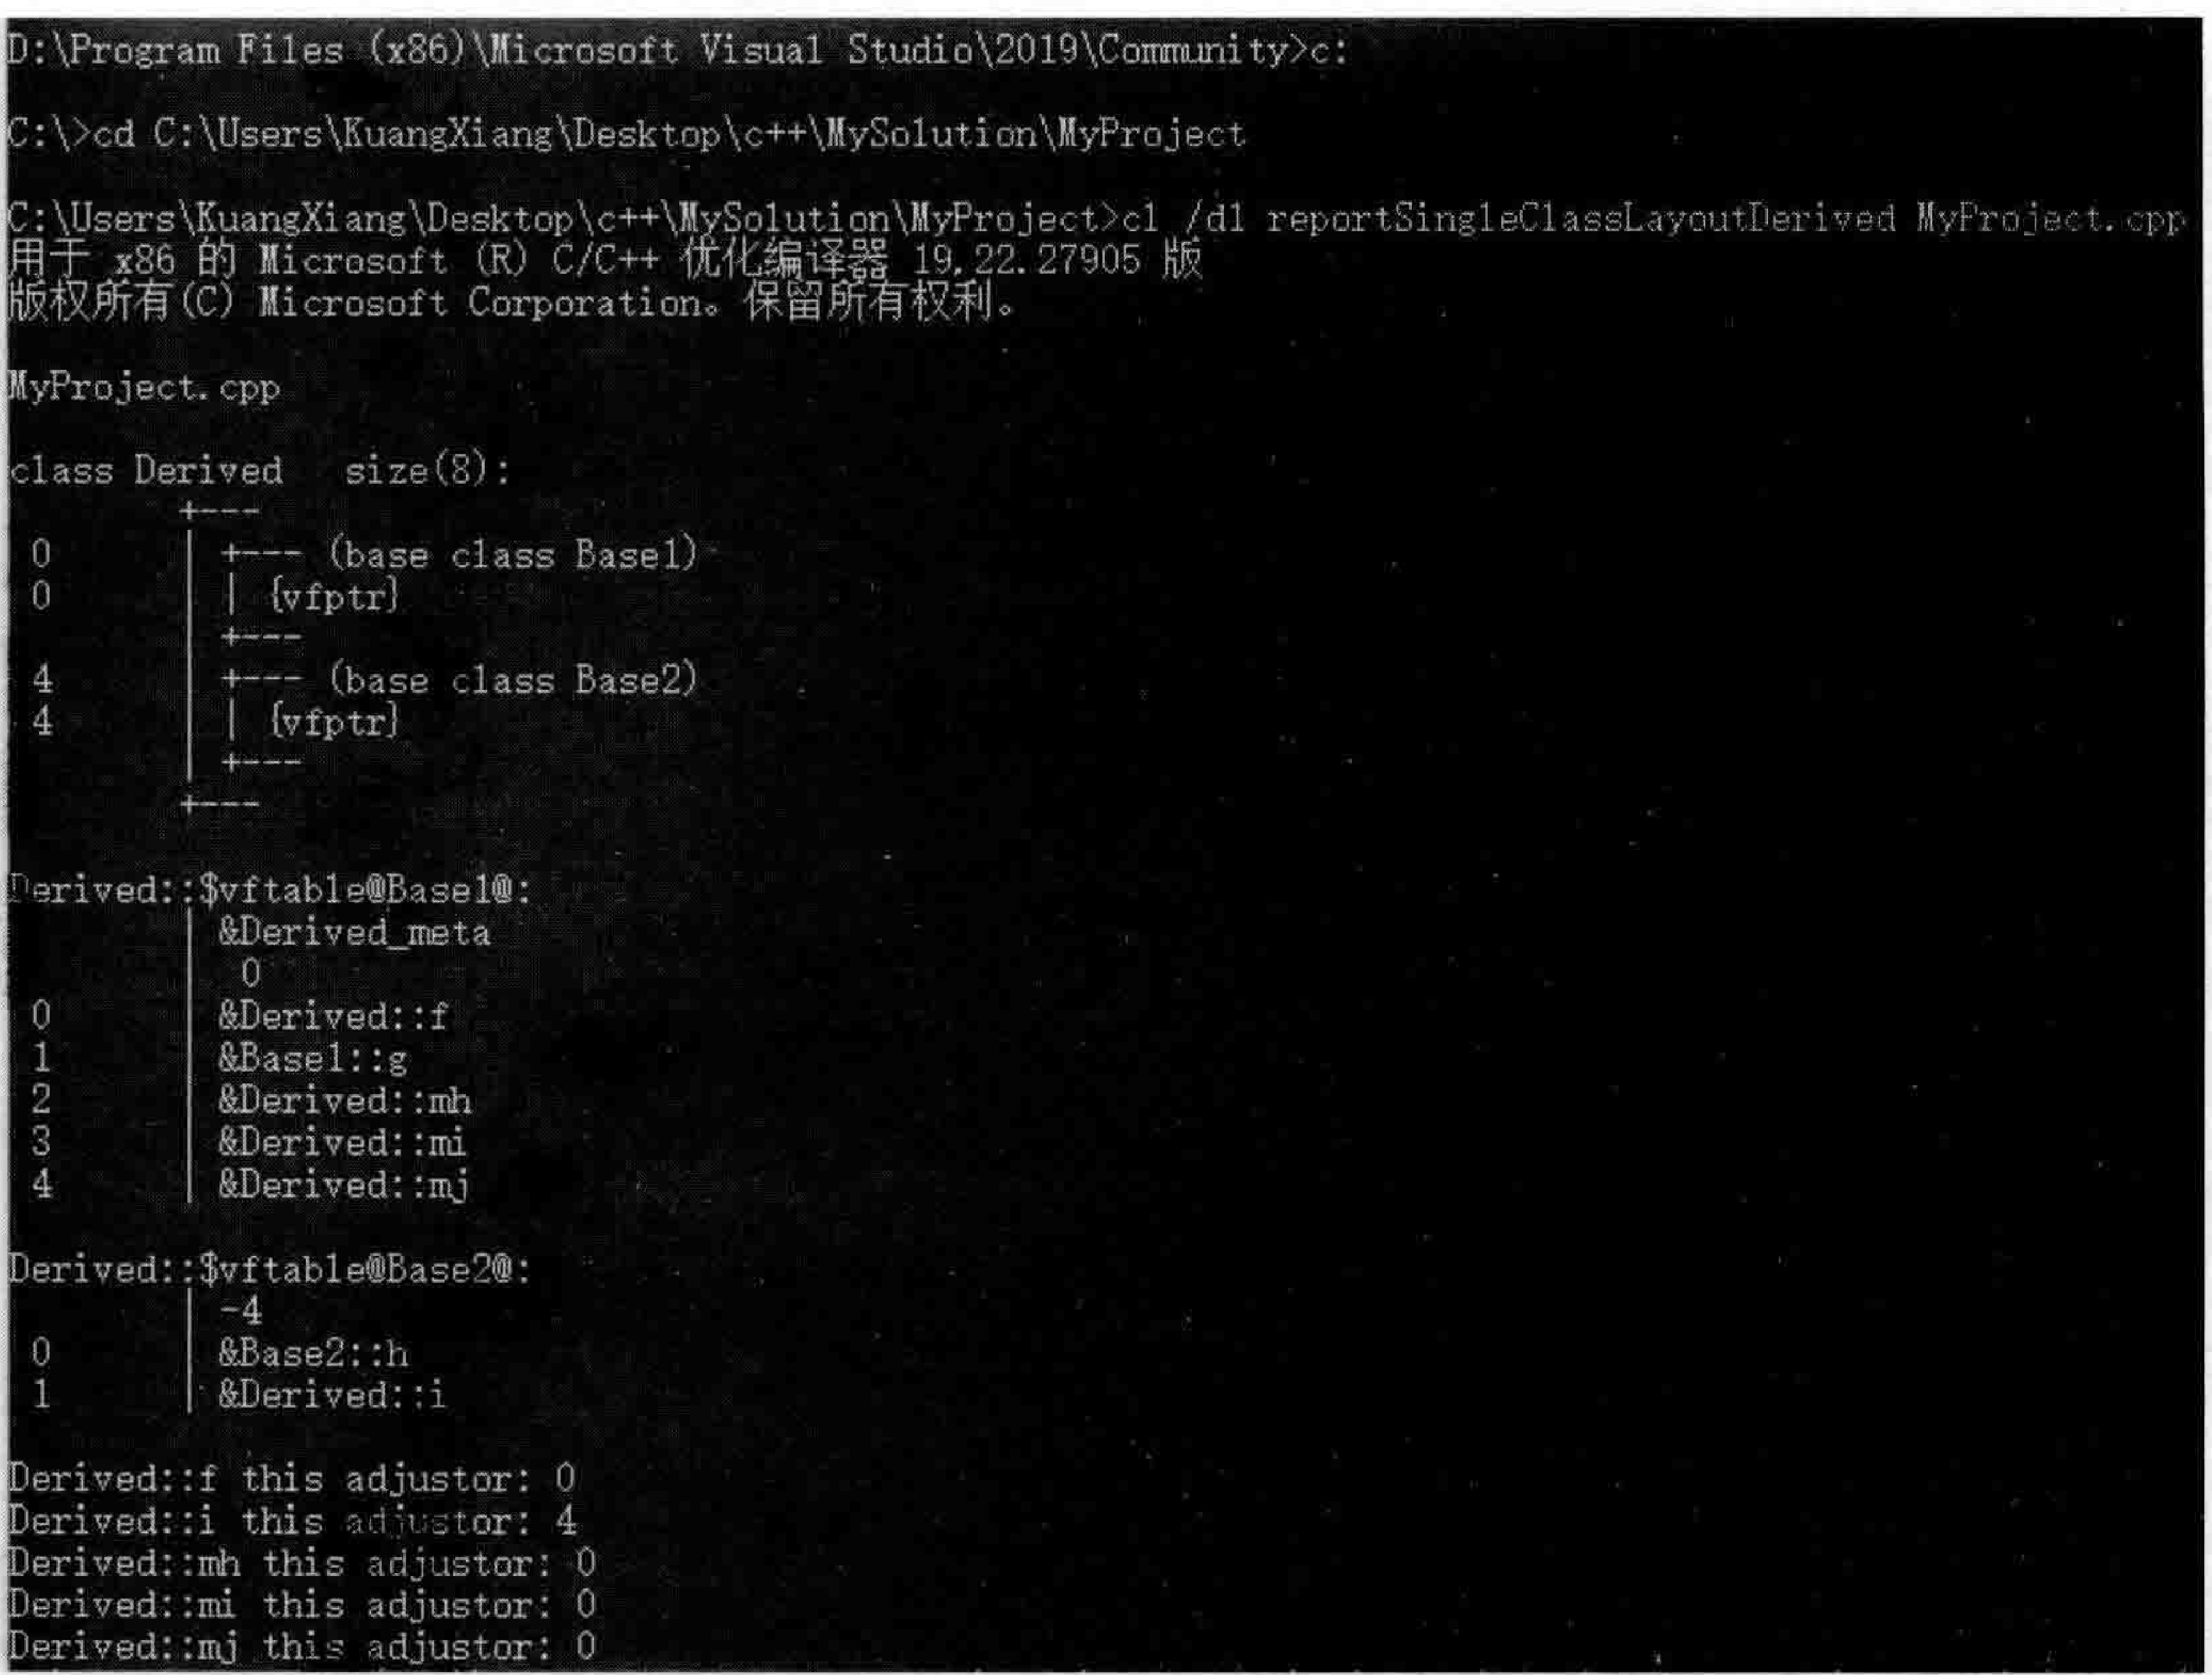 D:\Program Files (x86)\Microsoft Visual Studio\2019\Community>c:
C:\>cd C:\Users\KuangXiang\Desktop\c++\MySolution\MyProject
C:\Users\KuangXiang\Desktop\c++\MySolution\MyProject>cl /d1 reportSingleClassLayoutDerived MyProject.cpp
用于 x86 的 Microsoft (R) C/C++ 优化编译器 19.22.27905 版
版权所有(C) Microsoft Corporation。保留所有权利。
MyProject.cpp
class Derived   size(8):
        +---
 0      | +--- (base class Base1)
 0      | | {vfptr}
        | +---
 4      | +--- (base class Base2)
 4      | | {vfptr}
        | +---
        +---
Derived::$vftable@Base1@:
        | &Derived_meta
        |  0
 0      | &Derived::f
 1      | &Base1::g
 2      | &Derived::mh
 3      | &Derived::mi
 4      | &Derived::mj
Derived::$vftable@Base2@:
        | -4
 0      | &Base2::h
 1      | &Derived::i
Derived::f this adjustor: 0
Derived::i this adjustor: 4
Derived::mh this adjustor: 0
Derived::mi this adjustor: 0
Derived::mj this adjustor: 0